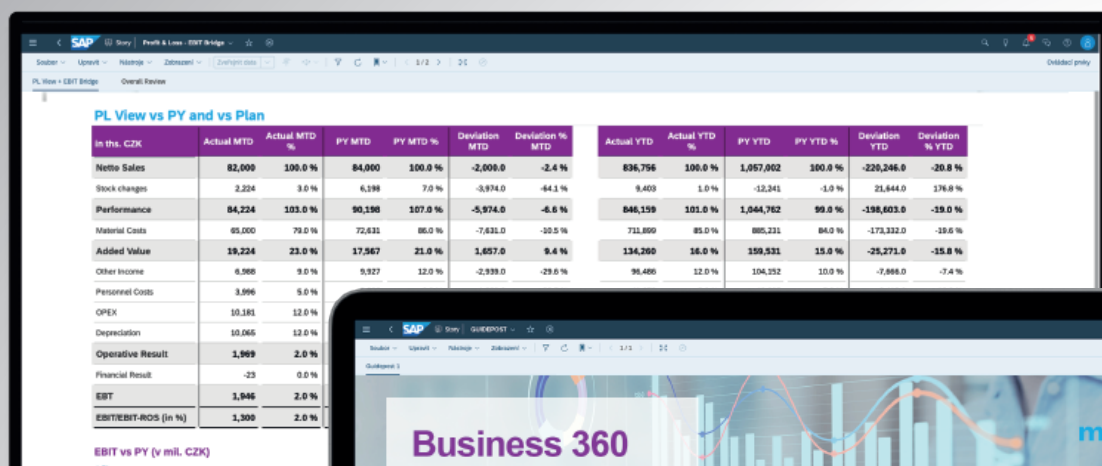 SAP Story Profit & Loss - EBIT Bridge
Soubor Upravit Nástroje Zobrazení Zveřejnit data 1/2 Ovládací prvky
PL View + EBIT Bridge Overall Review
PL View vs PY and vs Plan
in ths. CZK Actual MTD Actual MTD % PY MTD PY MTD % Deviation MTD Deviation % MTD Actual YTD Actual YTD % PY YTD PY YTD % Deviation YTD Deviation % YTD
Netto Sales 82,000 100.0 % 84,000 100.0 % -2,000.0 -2.4 % 836,756 100.0 % 1,057,002 100.0 % -220,246.0 -20.8 %
Stock changes 2,224 3.0 % 6,198 7.0 % -3,974.0 -64.1 % 9,403 1.0 % -12,241 -1.0 % 21,644.0 176.8 %
Performance 84,224 103.0 % 90,198 107.0 % -5,974.0 -6.6 % 846,159 101.0 % 1,044,762 99.0 % -198,603.0 -19.0 %
Material Costs 65,000 79.0 % 72,631 86.0 % -7,631.0 -10.5 % 711,899 85.0 % 885,231 84.0 % -173,332.0 -19.6 %
Added Value 19,224 23.0 % 17,567 21.0 % 1,657.0 9.4 % 134,260 16.0 % 159,531 15.0 % -25,271.0 -15.8 %
Other Income 6,988 9.0 % 9,927 12.0 % -2,939.0 -29.6 % 96,486 12.0 % 104,152 10.0 % -7,666.0 -7.4 %
Personnel Costs 3,996 5.0 %
OPEX 10,181 12.0 %
Depreciation 10,065 12.0 %
Operative Result 1,969 2.0 %
Financial Result -23 0.0 %
EBT 1,946 2.0 %
EBIT/EBIT-ROS (in %) 1,300 2.0 %
EBIT vs PY (v mil. CZK)
SAP Story GUIDEPOST
Soubor Upravit Nástroje Zobrazení 1/1
Guidepost 1
Business 360
m